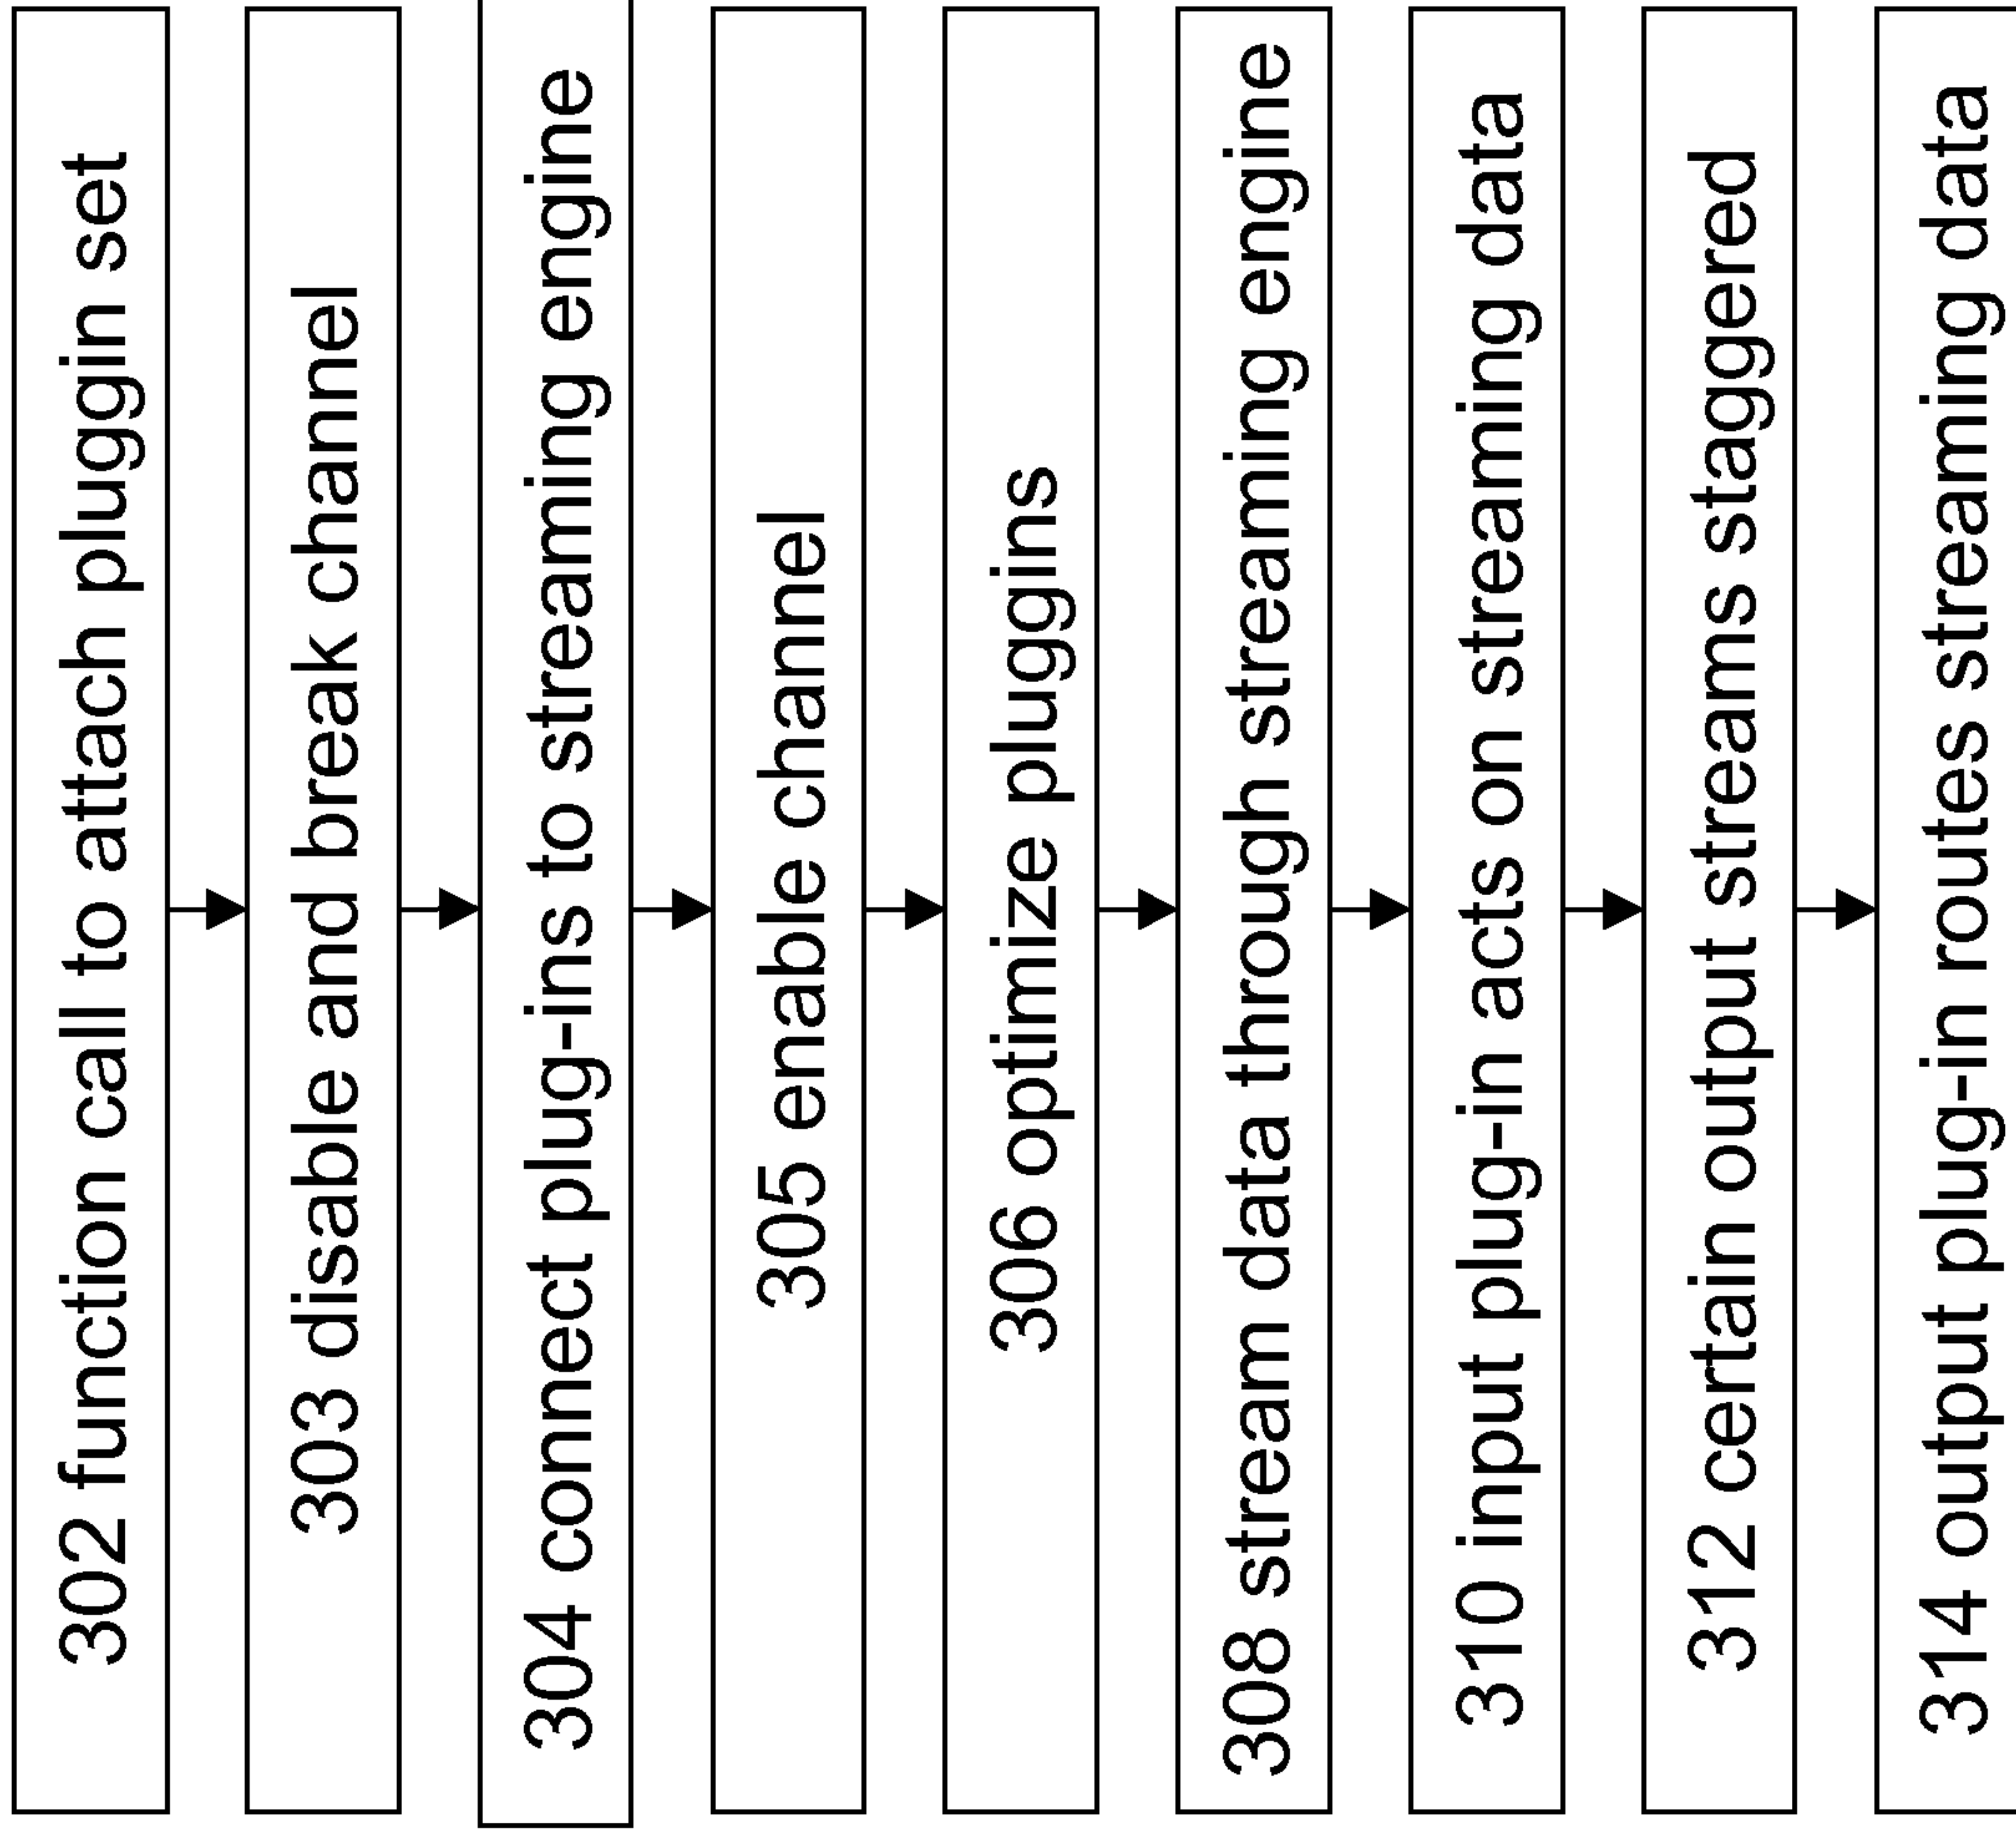 302 function call to attach pluggin set
303 disable and break channel
304 connect plug-ins to streaming engine
305 enable channel
306 optimize pluggins
308 stream data through streaming engine
310 input plug-in acts on streaming data
312 certain output streams staggered
314 output plug-in routes streaming data